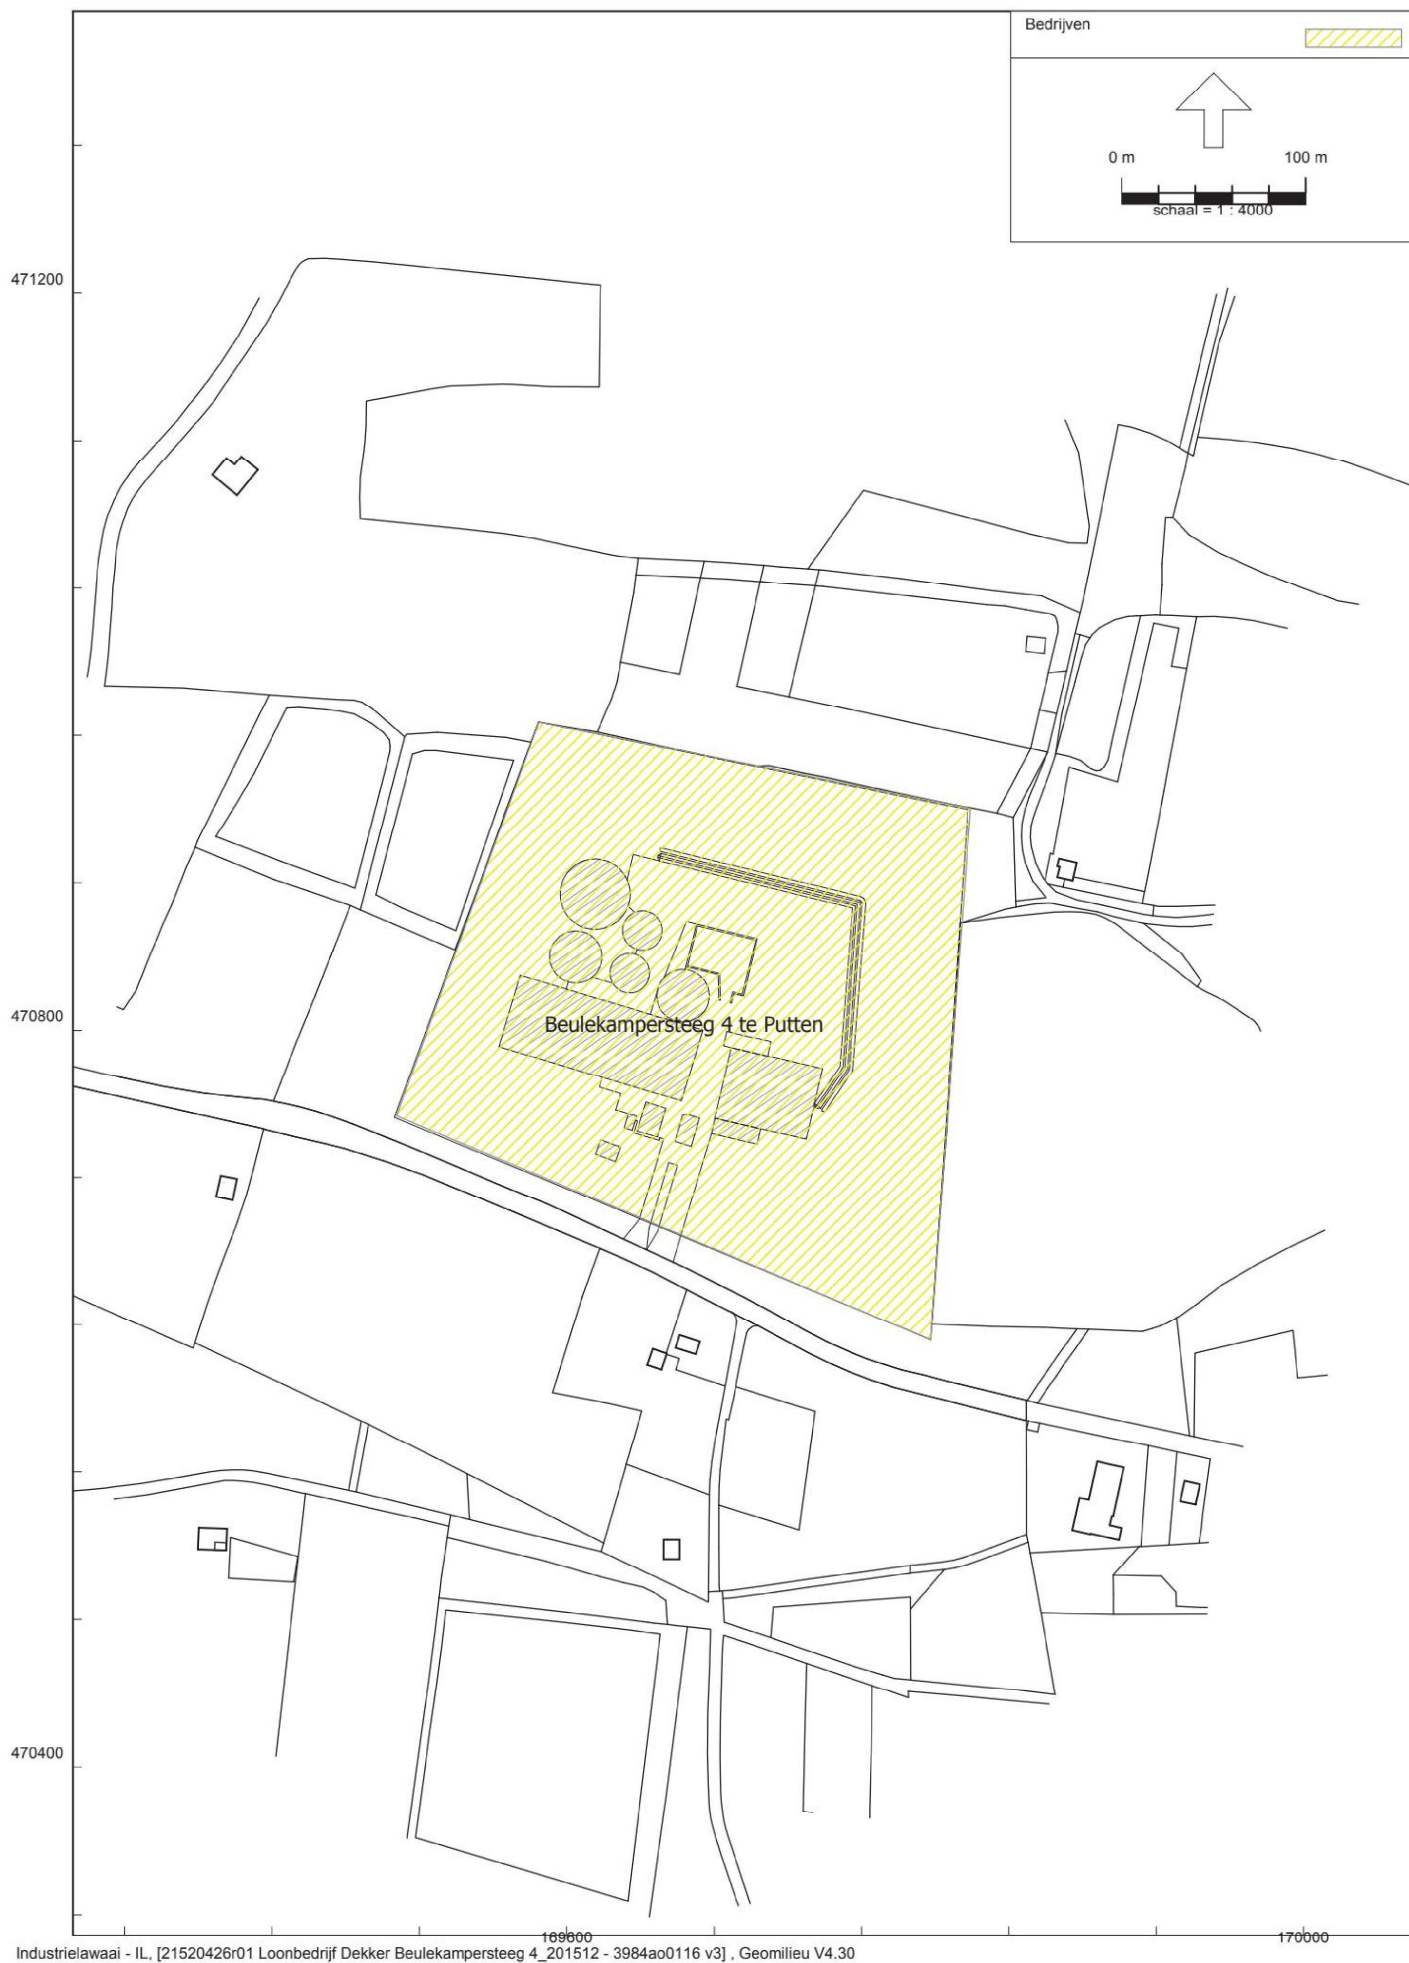 Bedrijven
0 m 100 m
schaal = 1 : 4000
471200
470800
Beulekampersteeg 4 te Putten
470400
169600 170000
Industrielawaai - IL, [21520426r01 Loonbedrijf Dekker Beulekampersteeg 4_201512 - 3984ao0116 v3] , Geomilieu V4.30